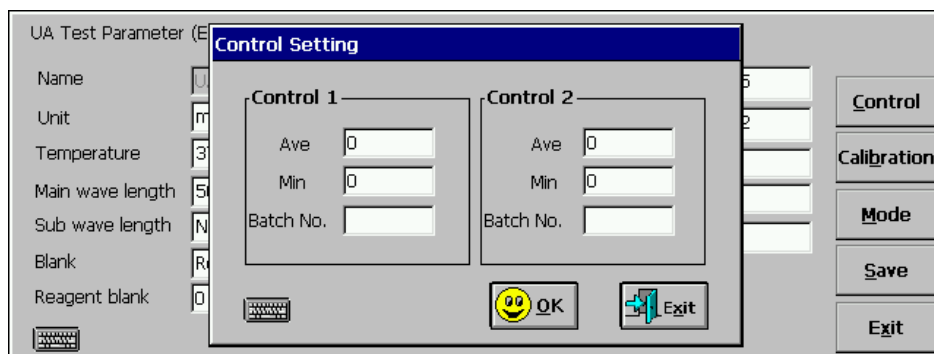 UA Test Parameter (E
Control Setting
Name
Unit
Temperature
Main wave length
Sub wave length
Blank
Reagent blank
0
Control 1
Ave 0
Min 0
Batch No.
Control 2
Ave 0
Min 0
Batch No.
OK
Exit
Control
Calibration
Mode
Save
Exit